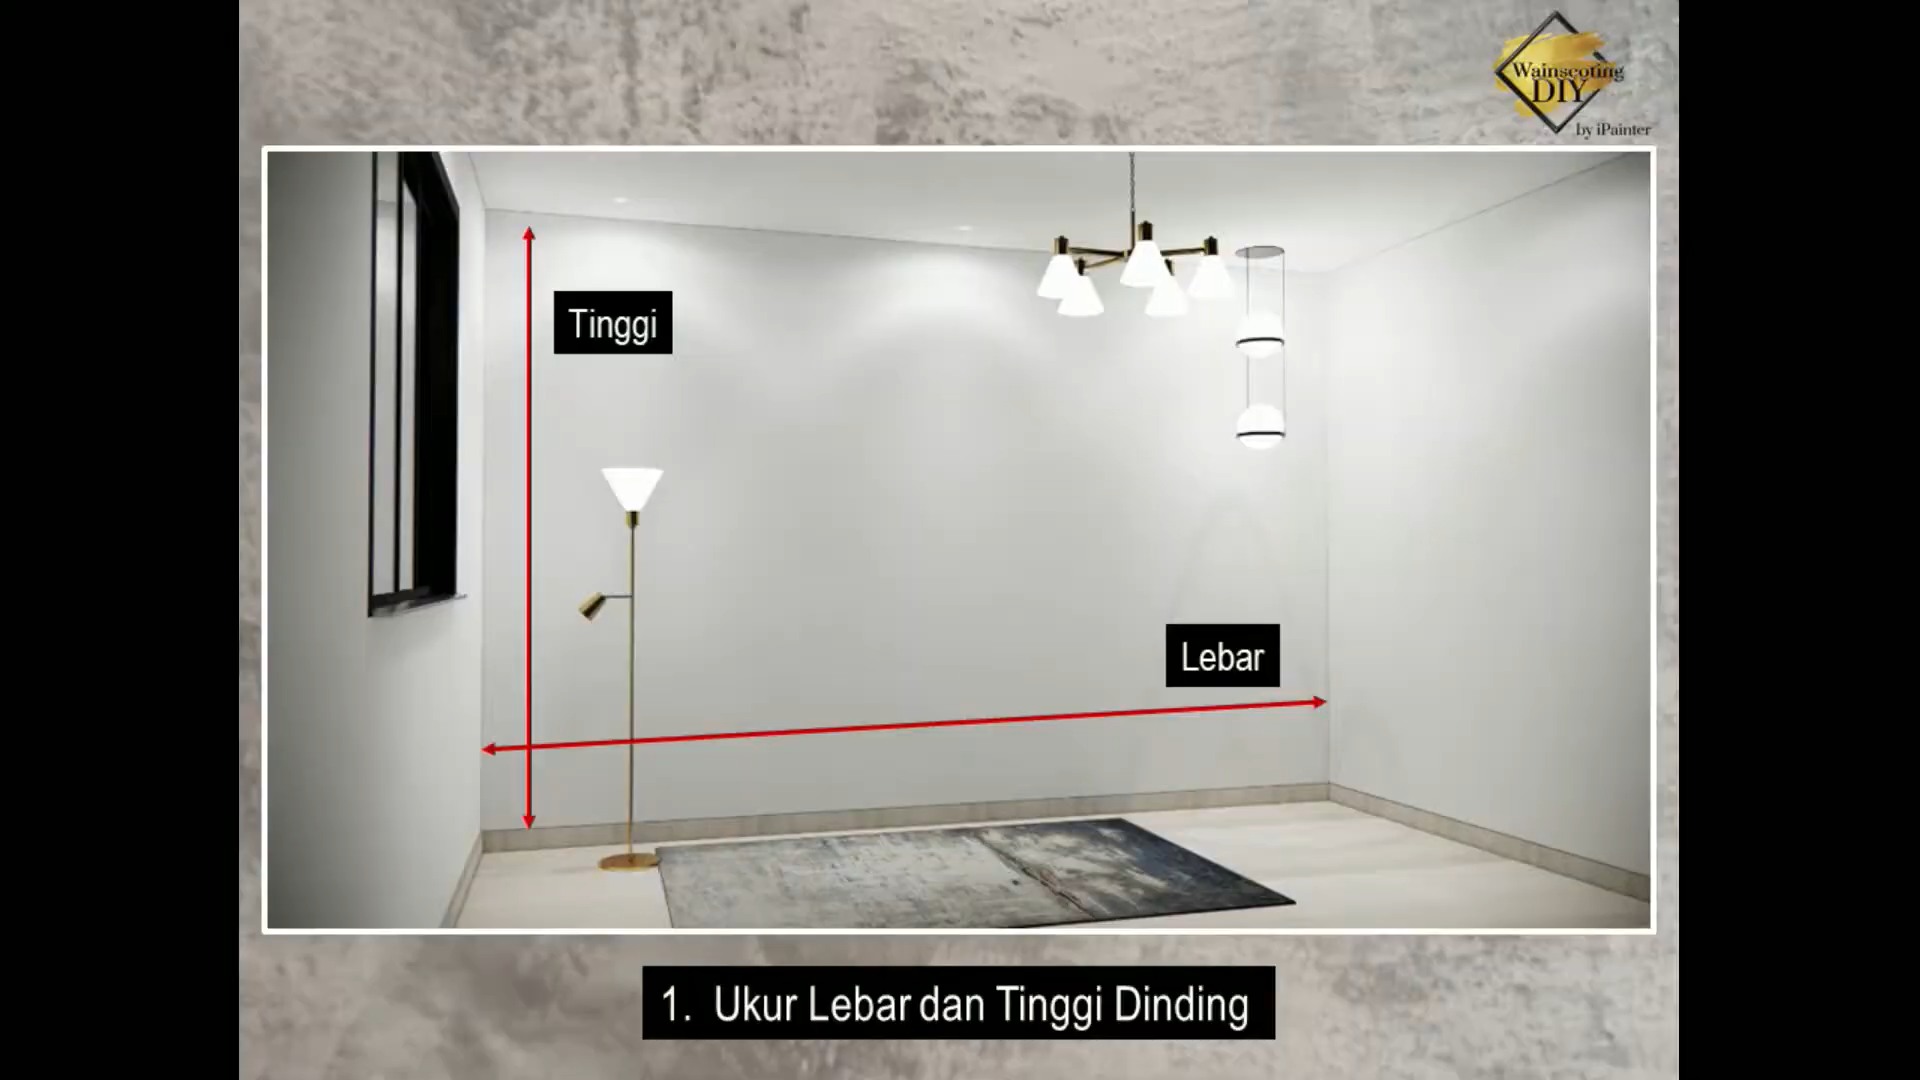 Wainscoting
DIY
by iPainter
Tinggi
Lebar
1. Ukur Lebar dan Tinggi Dinding